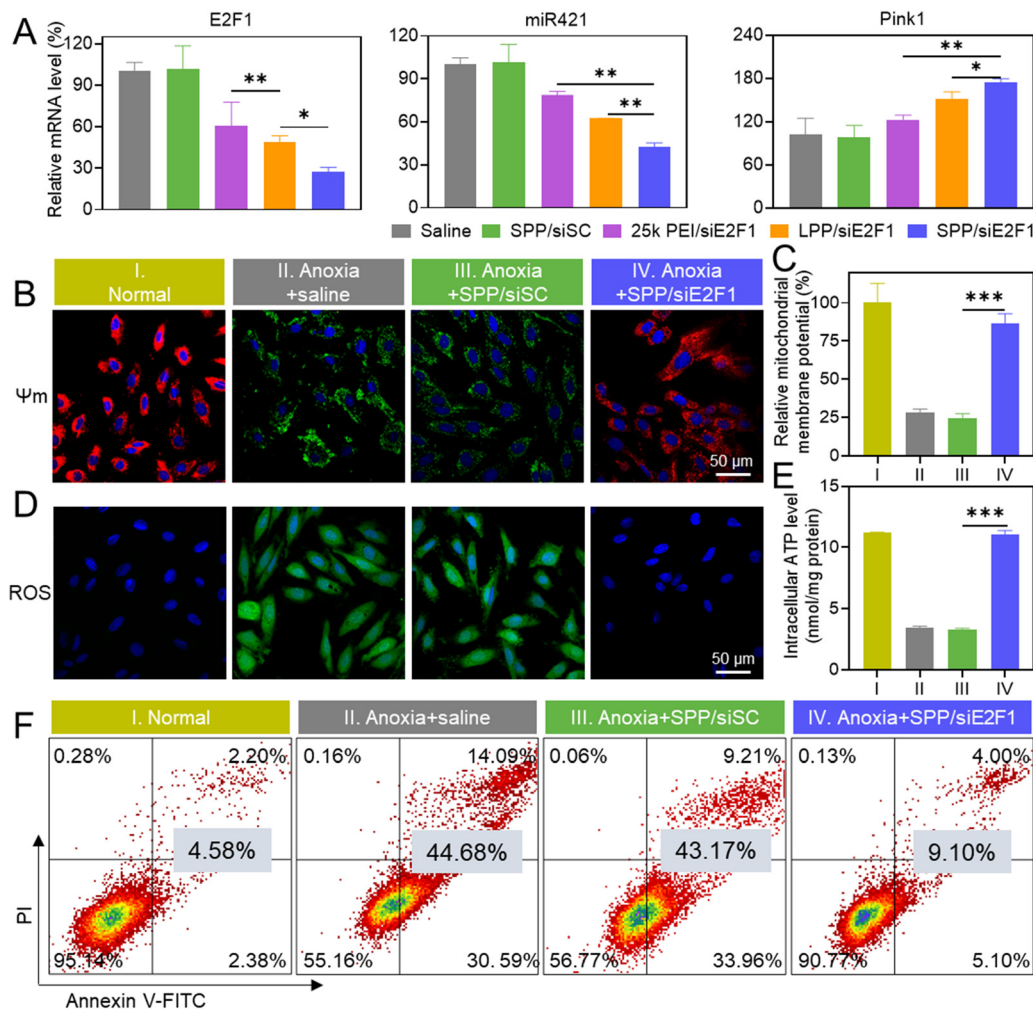 A
E2F1
miR421
Pink1
Relative mRNA level (%)
120
90
60
30
0
**
*
120
90
60
30
0
**
**
240
180
120
60
0
**
*
Saline
SPP/siSC
25k PEI/siE2F1
LPP/siE2F1
SPP/siE2F1
B
I.
Normal
II. Anoxia
+saline
III. Anoxia
+SPP/siSC
IV. Anoxia
+SPP/siE2F1
Ψm
50 μm
C
Relative mitochondrial
membrane potential (%)
100
75
50
25
0
***
I
II
III
IV
D
ROS
50 μm
E
Intracellular ATP level
(nmol/mg protein)
15
10
5
0
***
I
II
III
IV
F
I. Normal
II. Anoxia+saline
III. Anoxia+SPP/siSC
IV. Anoxia+SPP/siE2F1
0.28%
2.20%
0.16%
14.09%
0.06%
9.21%
0.13%
4.00%
4.58%
44.68%
43.17%
9.10%
95.14%
2.38%
55.16%
30.59%
56.77%
33.96%
90.77%
5.10%
PI
Annexin V-FITC